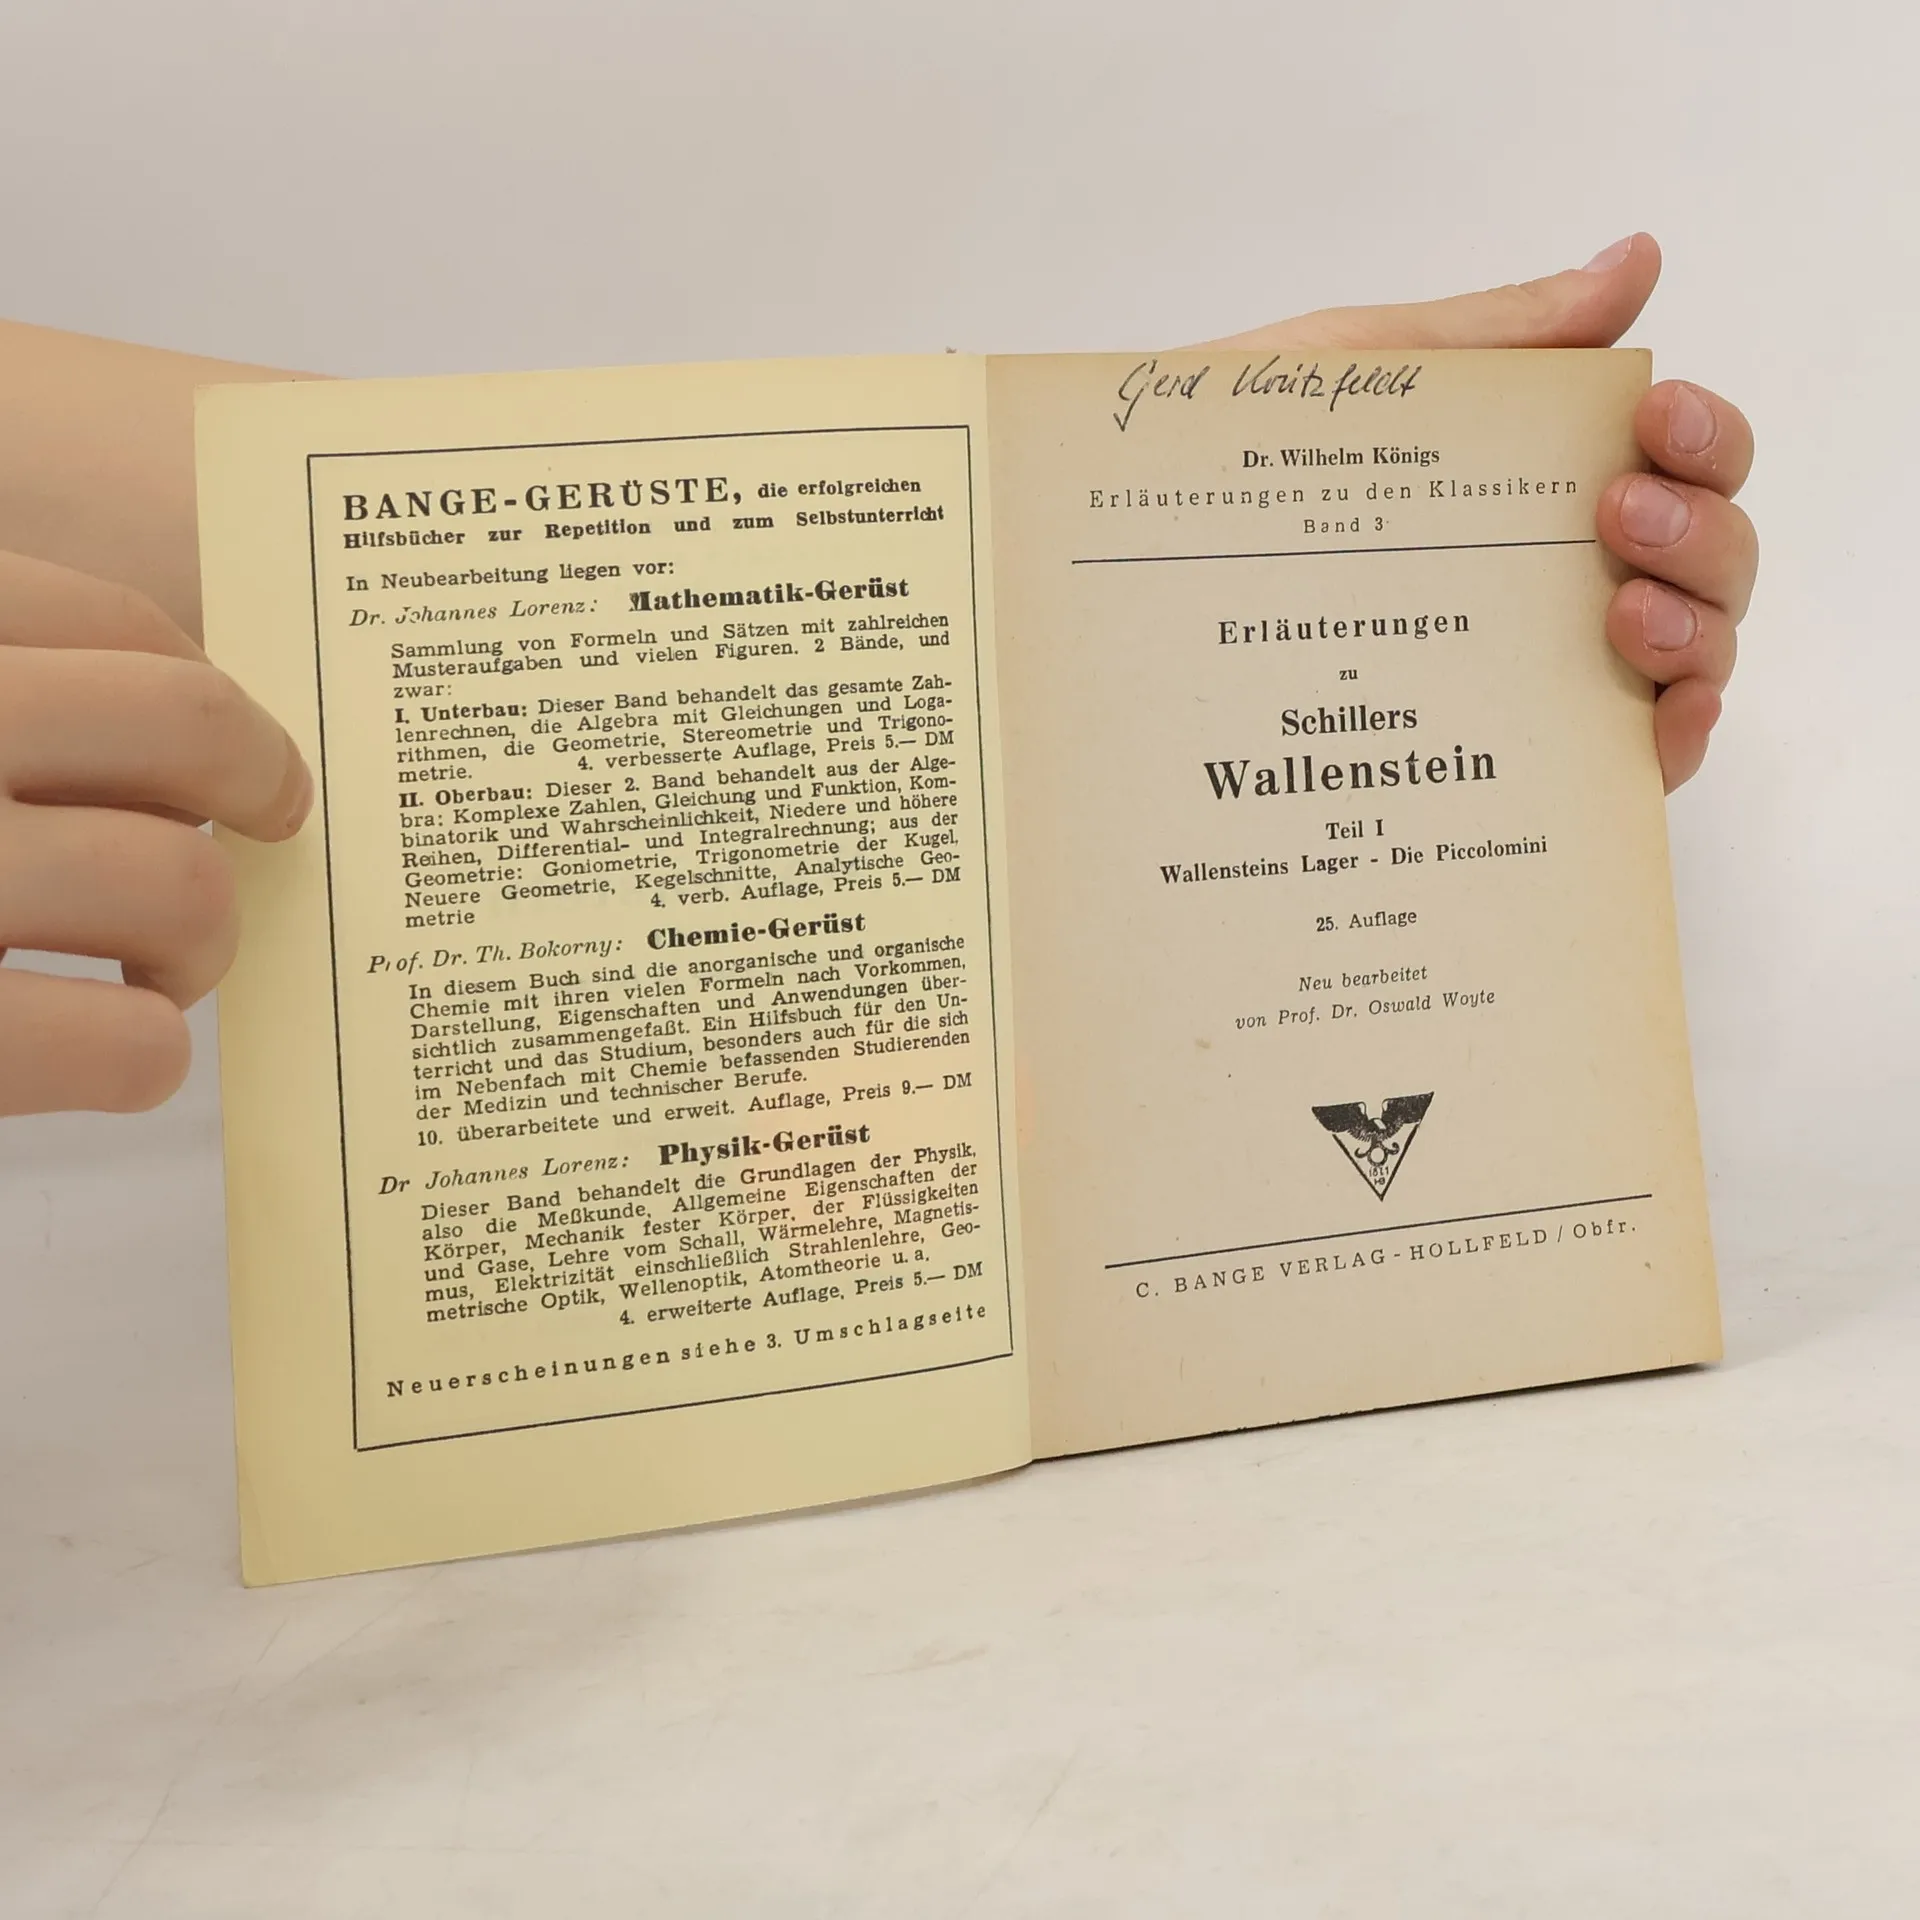 BANGE-GERÜSTE, die erfolgreichen
Hilfsbücher zur Repetition und zum Selbstunterricht
In Neubearbeitung liegen vor:
Dr. Johannes Lorenz: Mathematik-Gerüst
Sammlung von Formeln und Sätzen mit zahlreichen
Musteraufgaben und vielen Figuren. 2 Bände, und
zwar:
I. Unterbau: Dieser Band behandelt das gesamte Zah-
lenrechnen, die Algebra mit Gleichungen und Loga-
rithmen, die Geometrie, Stereometrie und Trigono-
metrie. 4. verbesserte Auflage, Preis 5.— DM
II. Oberbau: Dieser 2. Band behandelt aus der Alge-
bra: Komplexe Zahlen, Gleichung und Funktion, Kom-
binatorik und Wahrscheinlichkeit, Niedere und höhere
Reihen, Differential- und Integralrechnung; aus der
Geometrie: Goniometrie, Trigonometrie der Kugel,
Neuere Geometrie, Kegelschnitte, Analytische Geo-
metrie 4. verb. Auflage, Preis 5.— DM
Prof. Dr. Th. Bokorny: Chemie-Gerüst
In diesem Buch sind die anorganische und organische
Chemie mit ihren vielen Formeln nach Vorkommen,
Darstellung, Eigenschaften und Anwendungen über-
sichtlich zusammengefaßt. Ein Hilfsbuch für den Un-
terricht und das Studium, besonders auch für die sich
im Nebenfach mit Chemie befassenden Studierenden
der Medizin und technischer Berufe.
10. überarbeitete und erweit. Auflage, Preis 9.— DM
Dr Johannes Lorenz: Physik-Gerüst
Dieser Band behandelt die Grundlagen der Physik,
also die Meßkunde, Allgemeine Eigenschaften der
Körper, Mechanik fester Körper, der Flüssigkeiten
und Gase, Lehre vom Schall, Wärmelehre, Magnetis-
mus, Elektrizität einschließlich Strahlenlehre, Geo-
metrische Optik, Wellenoptik, Atomtheorie u. a.
4. erweiterte Auflage, Preis 5.— DM
Neuerscheinungen siehe 3. Umschlagseite
Gerd
Dr. Wilhelm Königs
Erläuterungen zu den Klassikern
Band 3
Erläuterungen
zu
Schillers
Wallenstein
Teil I
Wallensteins Lager - Die Piccolomini
25. Auflage
Neu bearbeitet
von Prof. Dr. Oswald Woyte
1871
HB
C. BANGE VERLAG - HOLLFELD / Obfr.